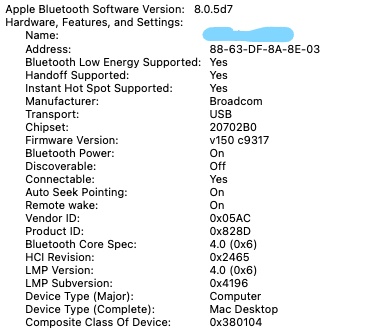 Apple Bluetooth Software Version: 8.0.5d7
Hardware, Features, and Settings:
Name:
Address: 88-63-DF-8A-8E-03
Bluetooth Low Energy Supported: Yes
Handoff Supported: Yes
Instant Hot Spot Supported: Yes
Manufacturer: Broadcom
Transport: USB
Chipset: 20702B0
Firmware Version: v150 c9317
Bluetooth Power: On
Discoverable: Off
Connectable: Yes
Auto Seek Pointing: On
Remote wake: On
Vendor ID: 0x05AC
Product ID: 0x828D
Bluetooth Core Spec: 4.0 (0x6)
HCI Revision: 0x2465
LMP Version: 4.0 (0x6)
LMP Subversion: 0x4196
Device Type (Major): Computer
Device Type (Complete): Mac Desktop
Composite Class Of Device: 0x380104